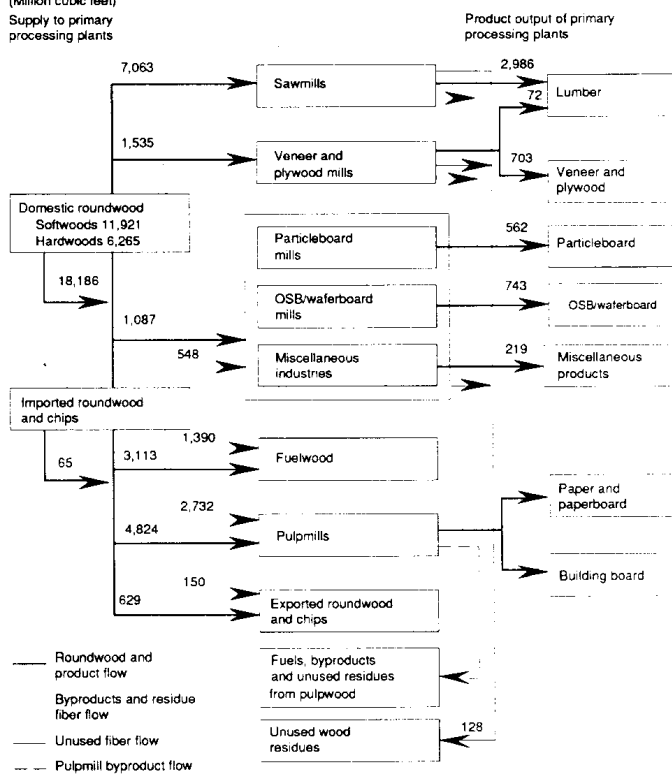 (Million cubic feet)
Supply to primary
processing plants
Product output of primary
processing plants
7,063
Sawmills
2,986
Lumber
72
1,535
Veneer and
plywood mills
703
Veneer and
plywood
Domestic roundwood
Softwoods 11,921
Hardwoods 6,265
18,186
Particleboard
mills
562
Particleboard
OSB/waferboard
mills
743
OSB/waferboard
1,087
548
Miscellaneous
industries
219
Miscellaneous
products
Imported roundwood
and chips
65
1,390
3,113
Fuelwood
2,732
4,824
Pulpmills
Paper and
paperboard
Building board
150
629
Exported roundwood
and chips
Fuels, byproducts
and unused residues
from pulpwood
Unused wood
residues
128
Roundwood and
product flow
Byproducts and residue
fiber flow
Unused fiber flow
Pulpmill byproduct flow